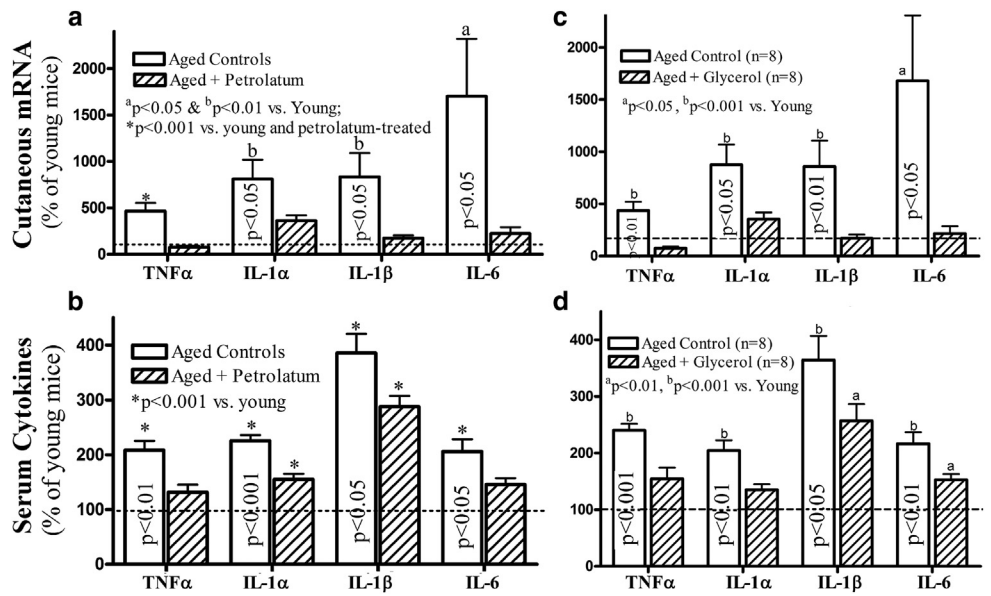 a
Cutaneous mRNA
(% of young mice)
2000
1500
1000
500
0
Aged Controls
Aged + Petrolatum
ap<0.05 & bp<0.01 vs. Young;
*p<0.001 vs. young and petrolatum-treated
*
b
b
a
p<0.05
p<0.05
p<0.05
TNFα
IL-1α
IL-1β
IL-6
c
2000
1500
1000
500
0
Aged Control (n=8)
Aged + Glycerol (n=8)
ap<0.05, bp<0.001 vs. Young
b
b
b
a
p<0.01
p<0.05
p<0.01
p<0.05
TNFα
IL-1α
IL-1β
IL-6
b
Serum Cytokines
(% of young mice)
400
300
200
100
0
Aged Controls
Aged + Petrolatum
*p<0.001 vs. young
*
*
*
*
*
*
p<0.01
p<0.001
p<0.05
p<0.05
TNFα
IL-1α
IL-1β
IL-6
d
400
300
200
100
0
Aged Control (n=8)
Aged + Glycerol (n=8)
ap<0.01, bp<0.001 vs. Young
b
b
b
a
b
a
p<0.001
p<0.01
p<0.05
p<0.01
TNFα
IL-1α
IL-1β
IL-6